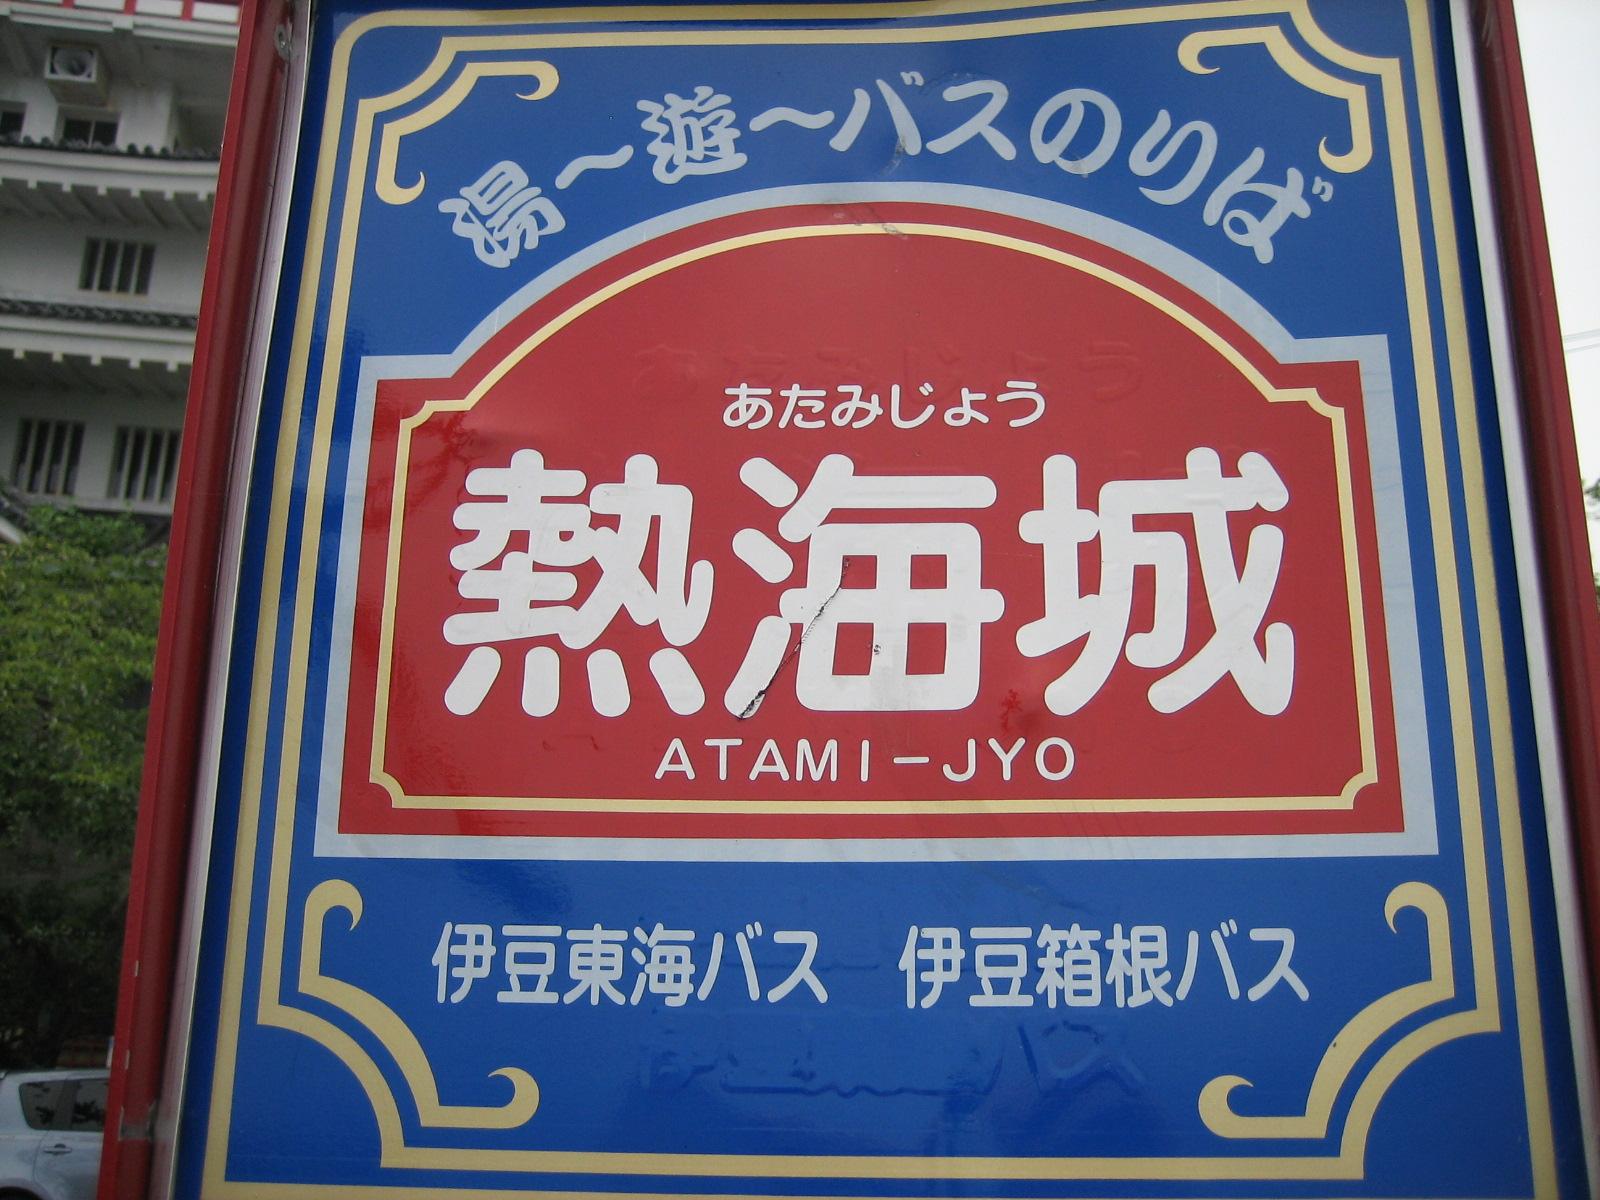 湯～遊～バスのりば
あたみじょう
熱海城
ATAMI-JYO
伊豆東海バス 伊豆箱根バス